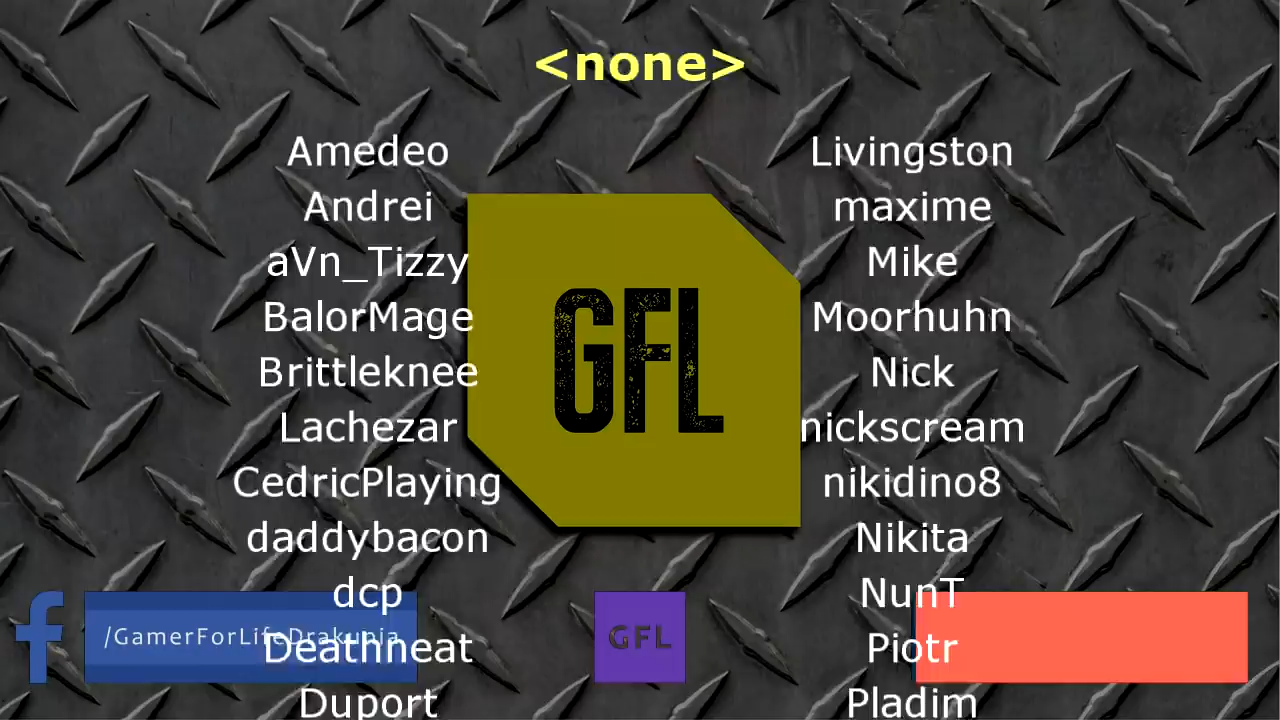 <none>
Amedeo
Andrei
aVn_Tizzy
BalorMage
Brittleknee
Lachezar
CedricPlaying
daddybacon
dcp
Deathneat
Duport
Livingston
maxime
Mike
Moorhuhn
Nick
nickscream
nikidino8
Nikita
NunT
Piotr
Pladim
GFL
/GamerForLifeDrakunia
GFL